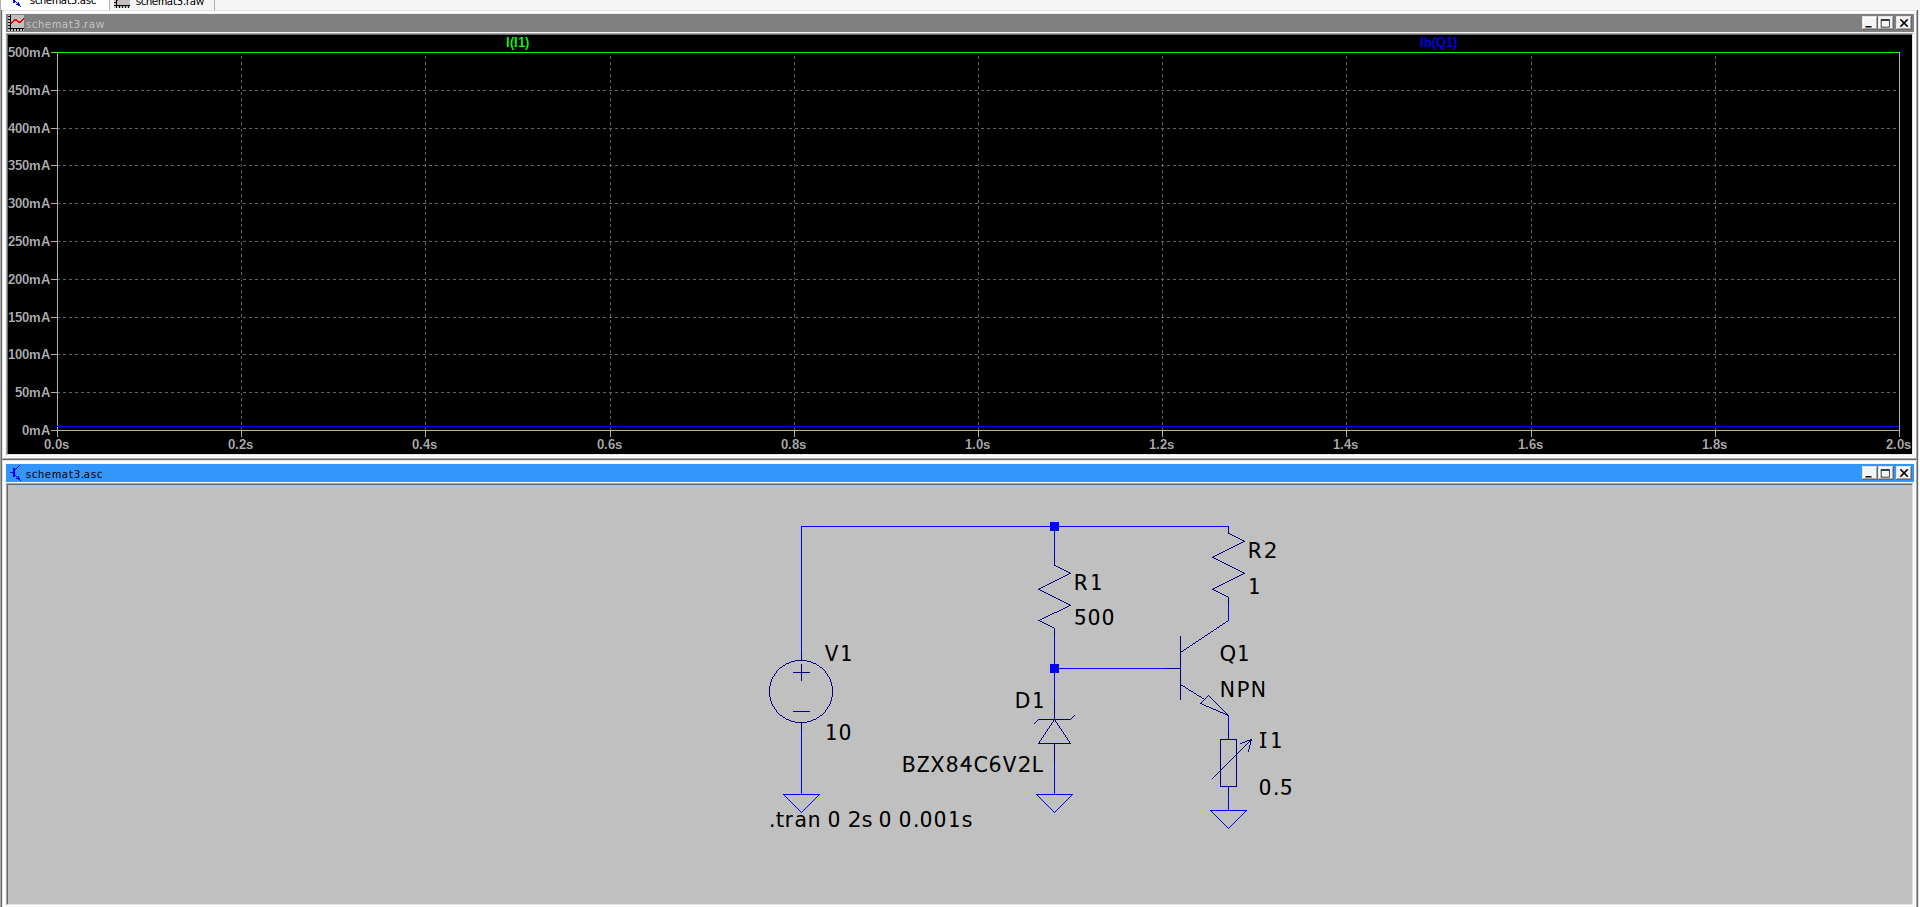 schemat3.asc schemat3.raw
schemat3.raw
I(I1) Ib(Q1)
500mA
450mA
400mA
350mA
300mA
250mA
200mA
150mA
100mA
50mA
0mA
0.0s 0.2s 0.4s 0.6s 0.8s 1.0s 1.2s 1.4s 1.6s 1.8s 2.0s
schemat3.asc
R2
1
R1
500
V1
10
Q1
NPN
D1
BZX84C6V2L
I1
0.5
.tran 0 2s 0 0.001s